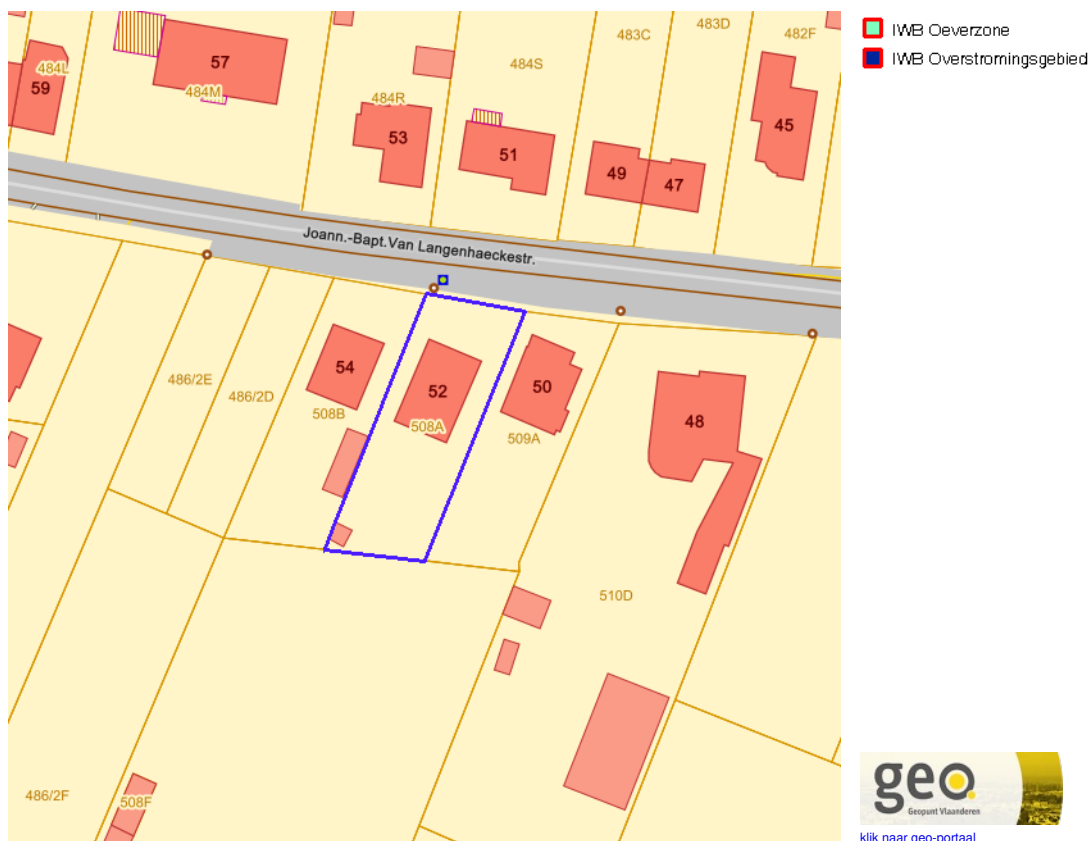 483D
483C
482F
IWB Oeverzone
IWB Overstromingsgebied
484S
57
484L
59
484M
484R
53
51
45
49
47
Joann.-Bapt.Van Langenhaeckestr.
54
486/2E
52
50
486/2D
508B
508A
509A
48
510D
486/2F
508F
geo
Geopunt Vlaanderen
klik naar geo-portaal